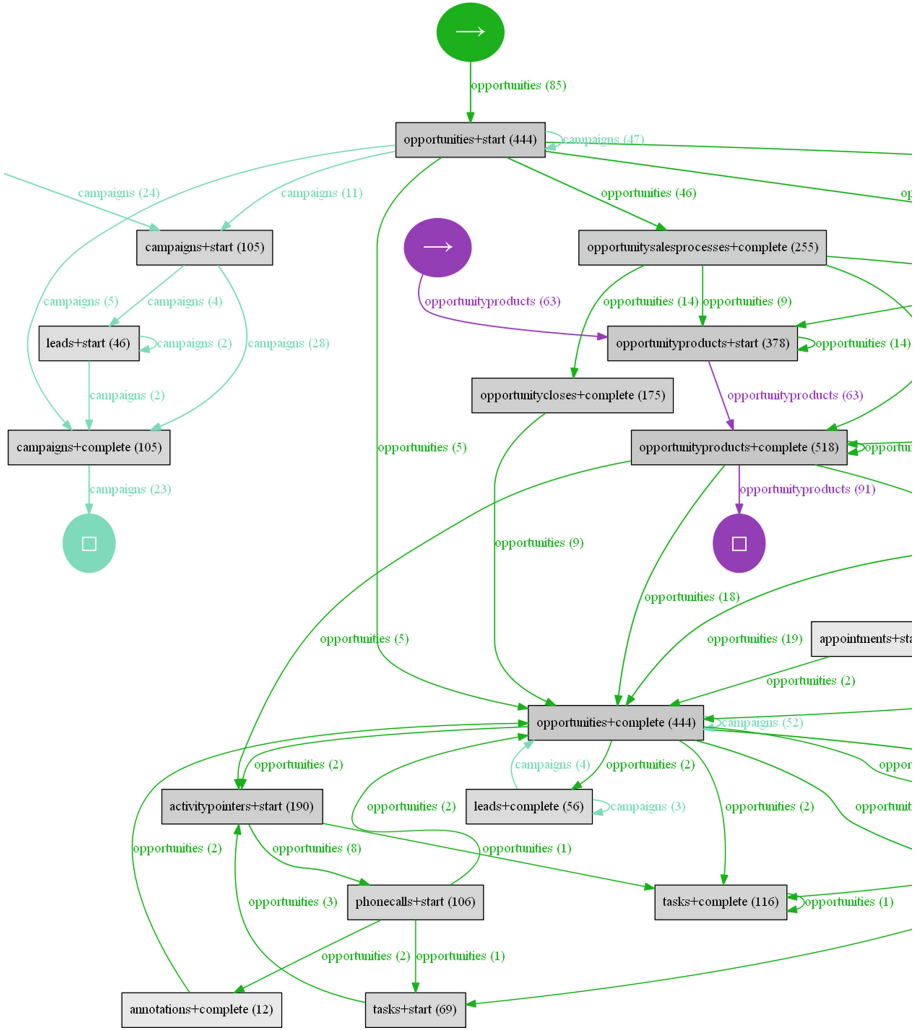 →
opportunities (85)
opportunities+start (444)
campaigns (47)
campaigns (24)
campaigns (11)
opportunities (46)
campaigns+start (105)
→
opportunitysalesprocesses+complete (255)
campaigns (5)
campaigns (4)
opportunityproducts (63)
opportunities (14)
opportunities (9)
leads+start (46)
campaigns (2)
campaigns (28)
opportunityproducts+start (378)
opportunities (14)
campaigns (2)
opportunitycloses+complete (175)
opportunityproducts (63)
campaigns+complete (105)
opportunities (5)
opportunityproducts+complete (518)
campaigns (23)
opportunityproducts (91)
opportunities (9)
opportunities (18)
opportunities (5)
opportunities (19)
opportunities (2)
opportunities+complete (444)
campaigns (52)
opportunities (2)
campaigns (4)
opportunities (2)
activitypointers+start (190)
opportunities (2)
leads+complete (56)
campaigns (3)
opportunities (2)
opportunities (2)
opportunities (8)
opportunities (1)
opportunities (3)
phonecalls+start (106)
tasks+complete (116)
opportunities (1)
opportunities (2)
opportunities (1)
annotations+complete (12)
tasks+start (69)